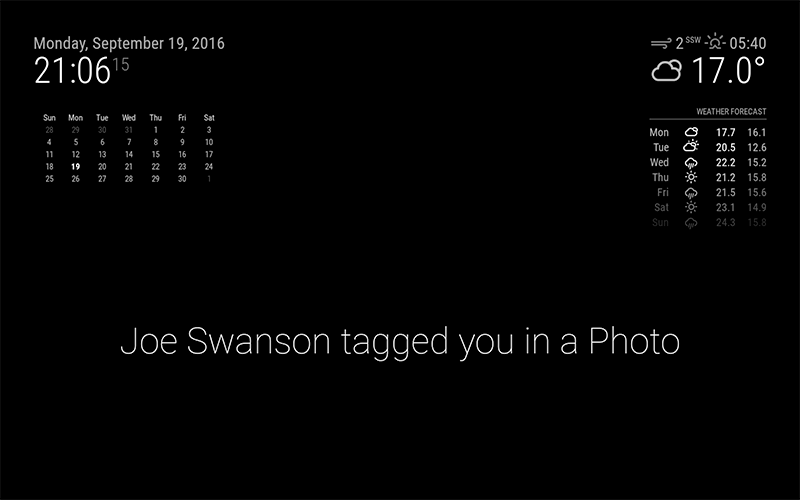 Monday, September 19, 2016
21:06 15
Sun Mon Tue Wed Thu Fri Sat
28 29 30 31 1 2 3
4 5 6 7 8 9 10
11 12 13 14 15 16 17
18 19 20 21 22 23 24
25 26 27 28 29 30 1
2 SSW 05:40
17.0°
WEATHER FORECAST
Mon 17.7 16.1
Tue 20.5 12.6
Wed 22.2 15.2
Thu 21.2 15.8
Fri 21.5 15.6
Sat 23.1 14.9
Sun 24.3 15.8
Joe Swanson tagged you in a Photo